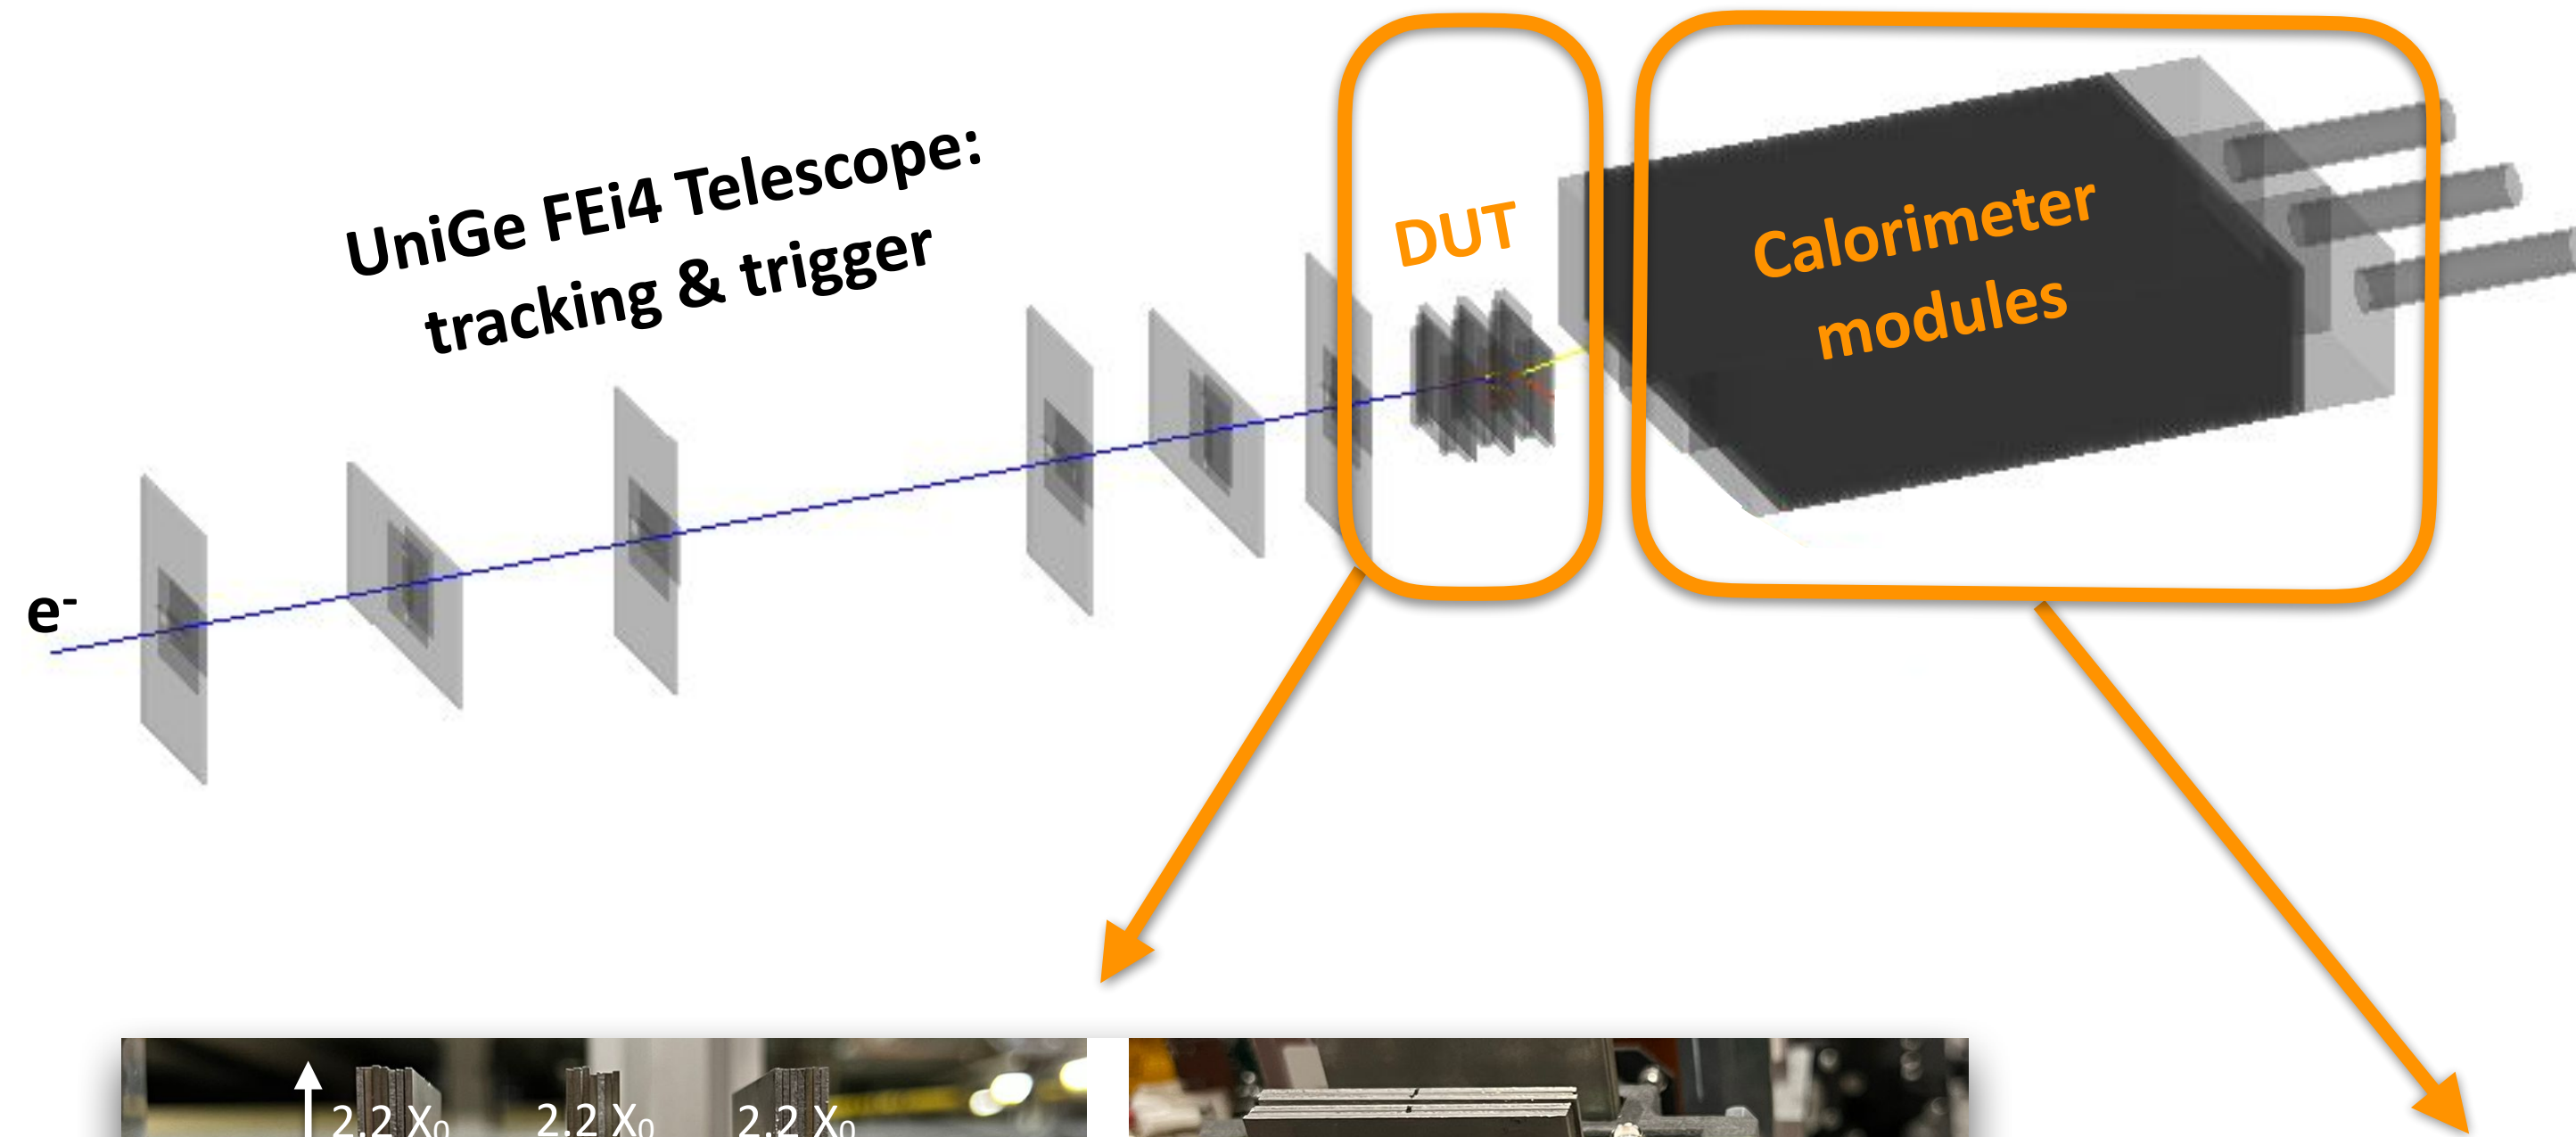 UniGe FEi4 Telescope:
tracking & trigger
DUT
Calorimeter
modules
e-
2.2 X0
2.2 X0
2.2 X0